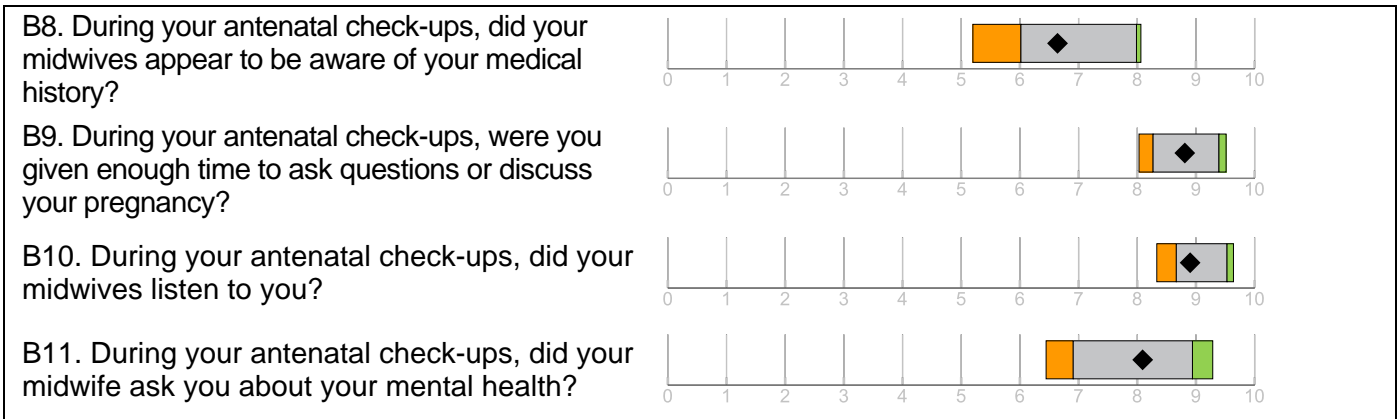 B8. During your antenatal check-ups, did your
midwives appear to be aware of your medical
history?
0 1 2 3 4 5 6 7 8 9 10
B9. During your antenatal check-ups, were you
given enough time to ask questions or discuss
your pregnancy?
0 1 2 3 4 5 6 7 8 9 10
B10. During your antenatal check-ups, did your
midwives listen to you?
0 1 2 3 4 5 6 7 8 9 10
B11. During your antenatal check-ups, did your
midwife ask you about your mental health?
0 1 2 3 4 5 6 7 8 9 10